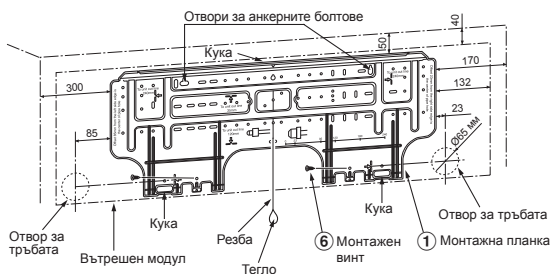 Отвори за анкерните болтове
40
50
Кука
170
300
132
85
23
Ø65 мм
Кука
Кука
Отвор за
тръбата
Вътрешен модул
Резба
Тегло
⑥ Монтажен
винт
① Монтажна планка
Отвор за тръбата